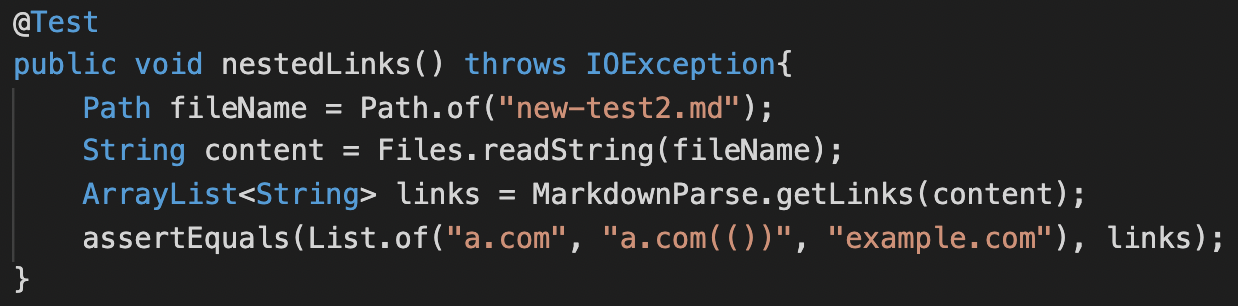 @Test
public void nestedLinks() throws IOException{
    Path fileName = Path.of("new-test2.md");
    String content = Files.readString(fileName);
    ArrayList<String> links = MarkdownParse.getLinks(content);
    assertEquals(List.of("a.com", "a.com(())", "example.com"), links);
}